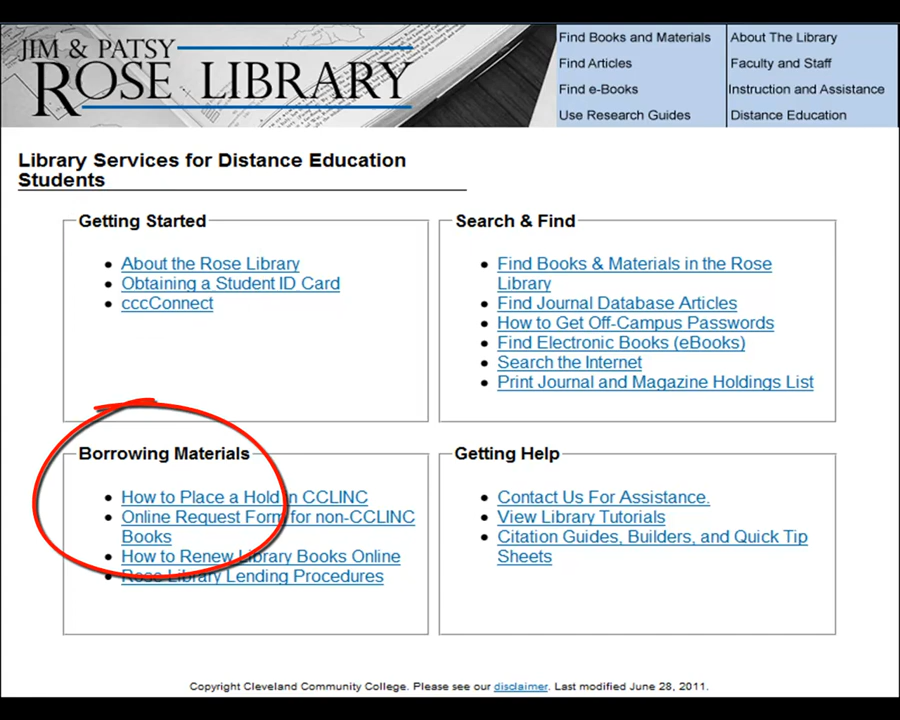 JIM & PATSY
ROSE LIBRARY
Find Books and Materials
Find Articles
Find e-Books
Use Research Guides
About The Library
Faculty and Staff
Instruction and Assistance
Distance Education
Library Services for Distance Education
Students
Getting Started
About the Rose Library
Obtaining a Student ID Card
cccConnect
Search & Find
Find Books & Materials in the Rose
Library
Find Journal Database Articles
How to Get Off-Campus Passwords
Find Electronic Books (eBooks)
Search the Internet
Print Journal and Magazine Holdings List
Borrowing Materials
How to Place a Hold in CCLINC
Online Request Form for non-CCLINC
Books
How to Renew Library Books Online
Rose Library Lending Procedures
Getting Help
Contact Us For Assistance.
View Library Tutorials
Citation Guides, Builders, and Quick Tip
Sheets
Copyright Cleveland Community College. Please see our disclaimer. Last modified June 28, 2011.